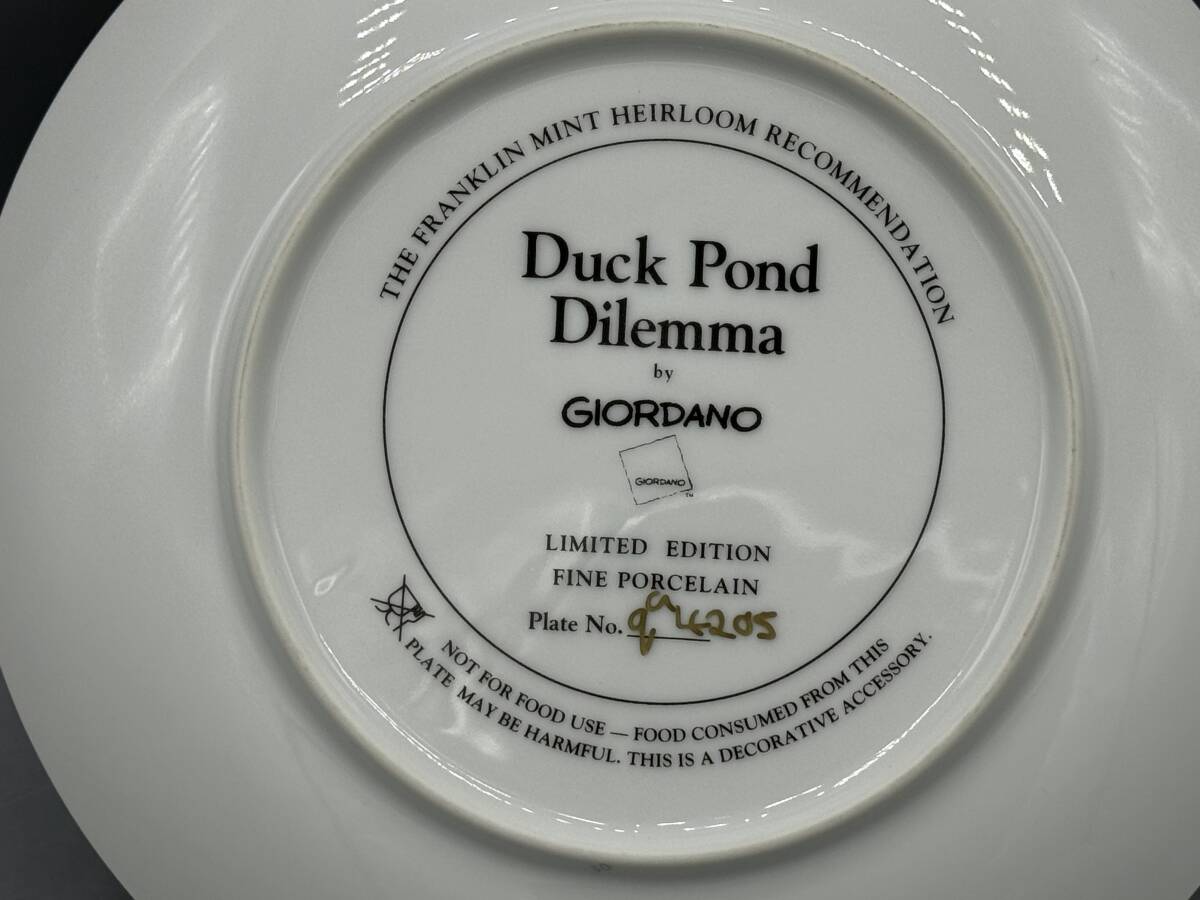 THE FRANKLIN MINT HEIRLOOM RECOMMENDATION
Duck Pond
Dilemma
by
GIORDANO
GIORDANO
TM
LIMITED EDITION
FINE PORCELAIN
Plate No.
NOT FOR FOOD USE — FOOD CONSUMED FROM THIS
PLATE MAY BE HARMFUL. THIS IS A DECORATIVE ACCESSORY.